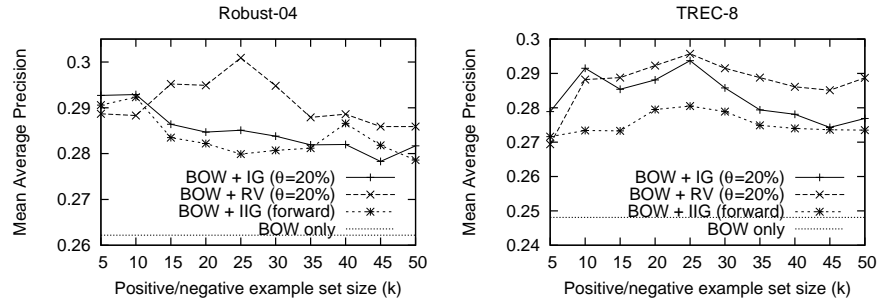 Robust-04
Mean Average Precision
0.3
0.29
0.28
0.27
0.26
BOW + IG (θ=20%)
BOW + RV (θ=20%)
BOW + IIG (forward)
BOW only
5 10 15 20 25 30 35 40 45 50
Positive/negative example set size (k)
TREC-8
Mean Average Precision
0.3
0.29
0.28
0.27
0.26
0.25
0.24
BOW + IG (θ=20%)
BOW + RV (θ=20%)
BOW + IIG (forward)
BOW only
5 10 15 20 25 30 35 40 45 50
Positive/negative example set size (k)